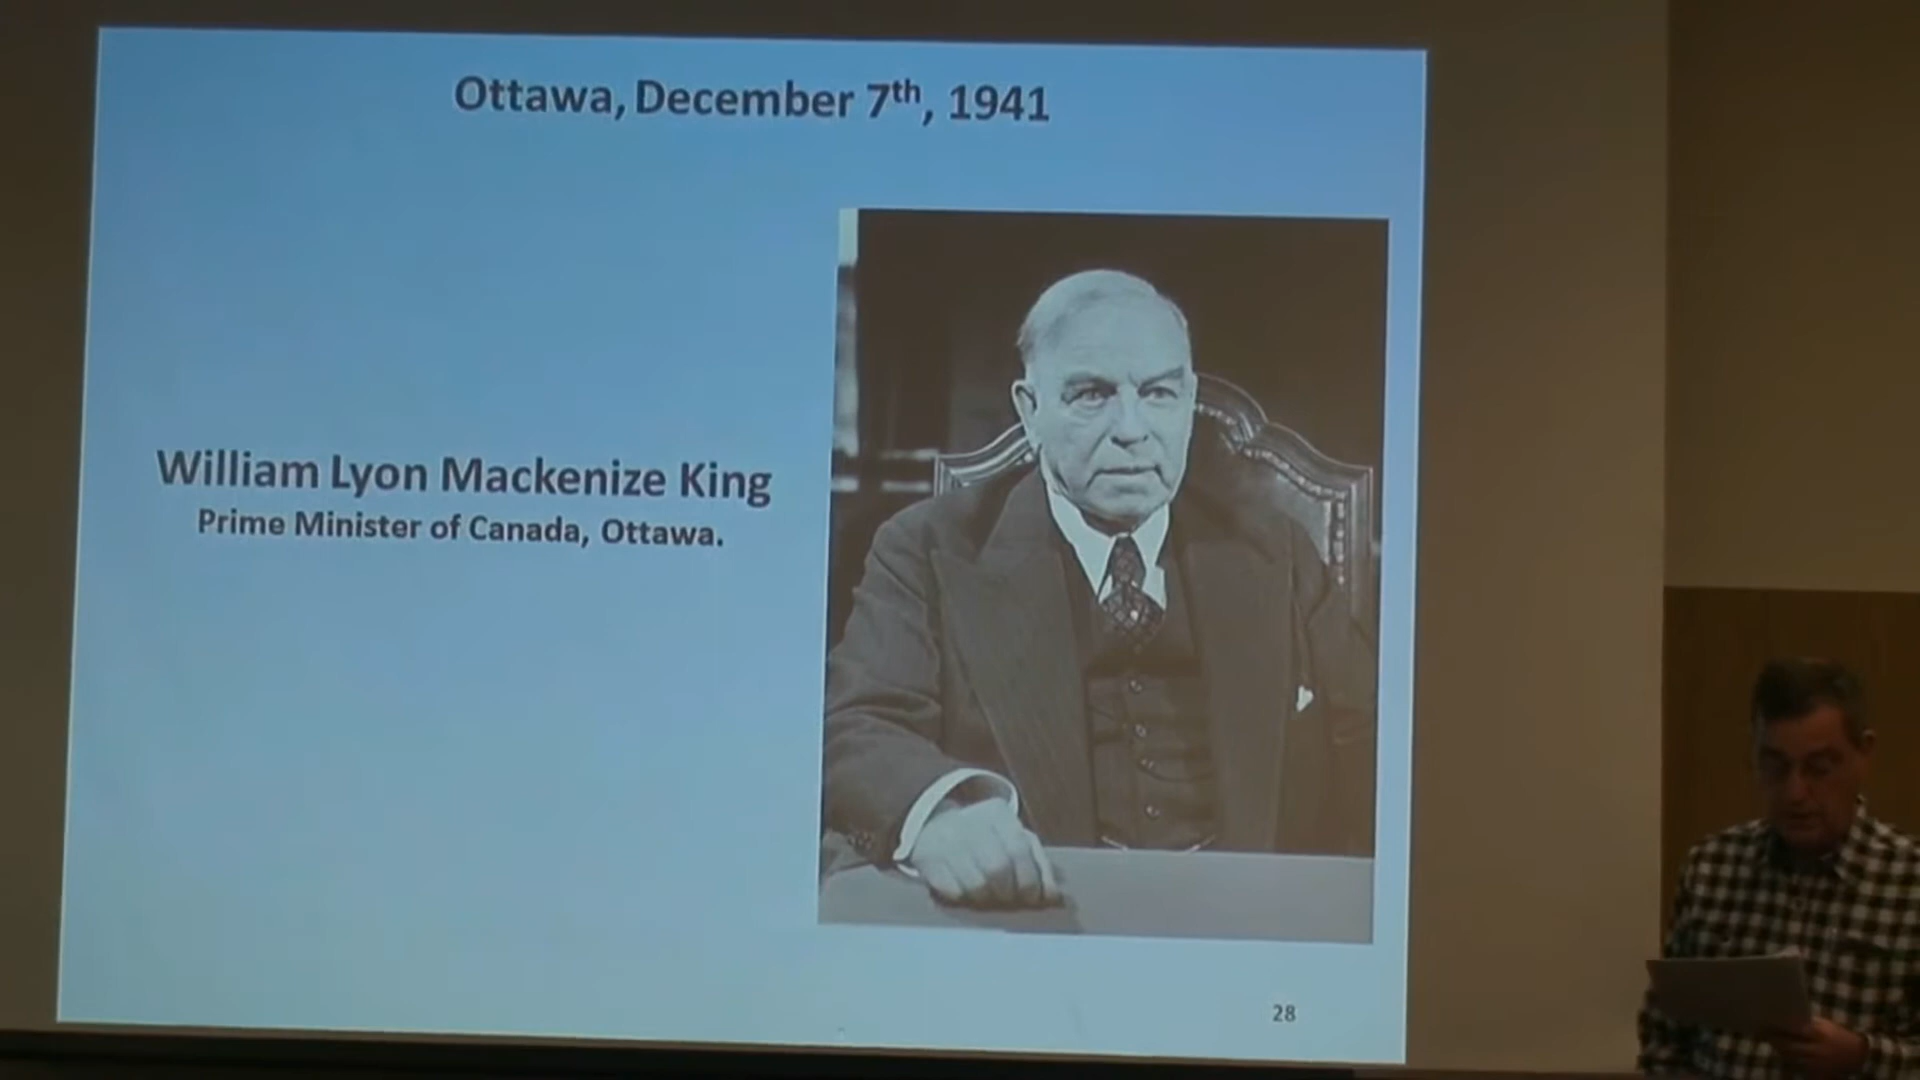 Ottawa, December 7th, 1941
William Lyon Mackenize King
Prime Minister of Canada, Ottawa.
28